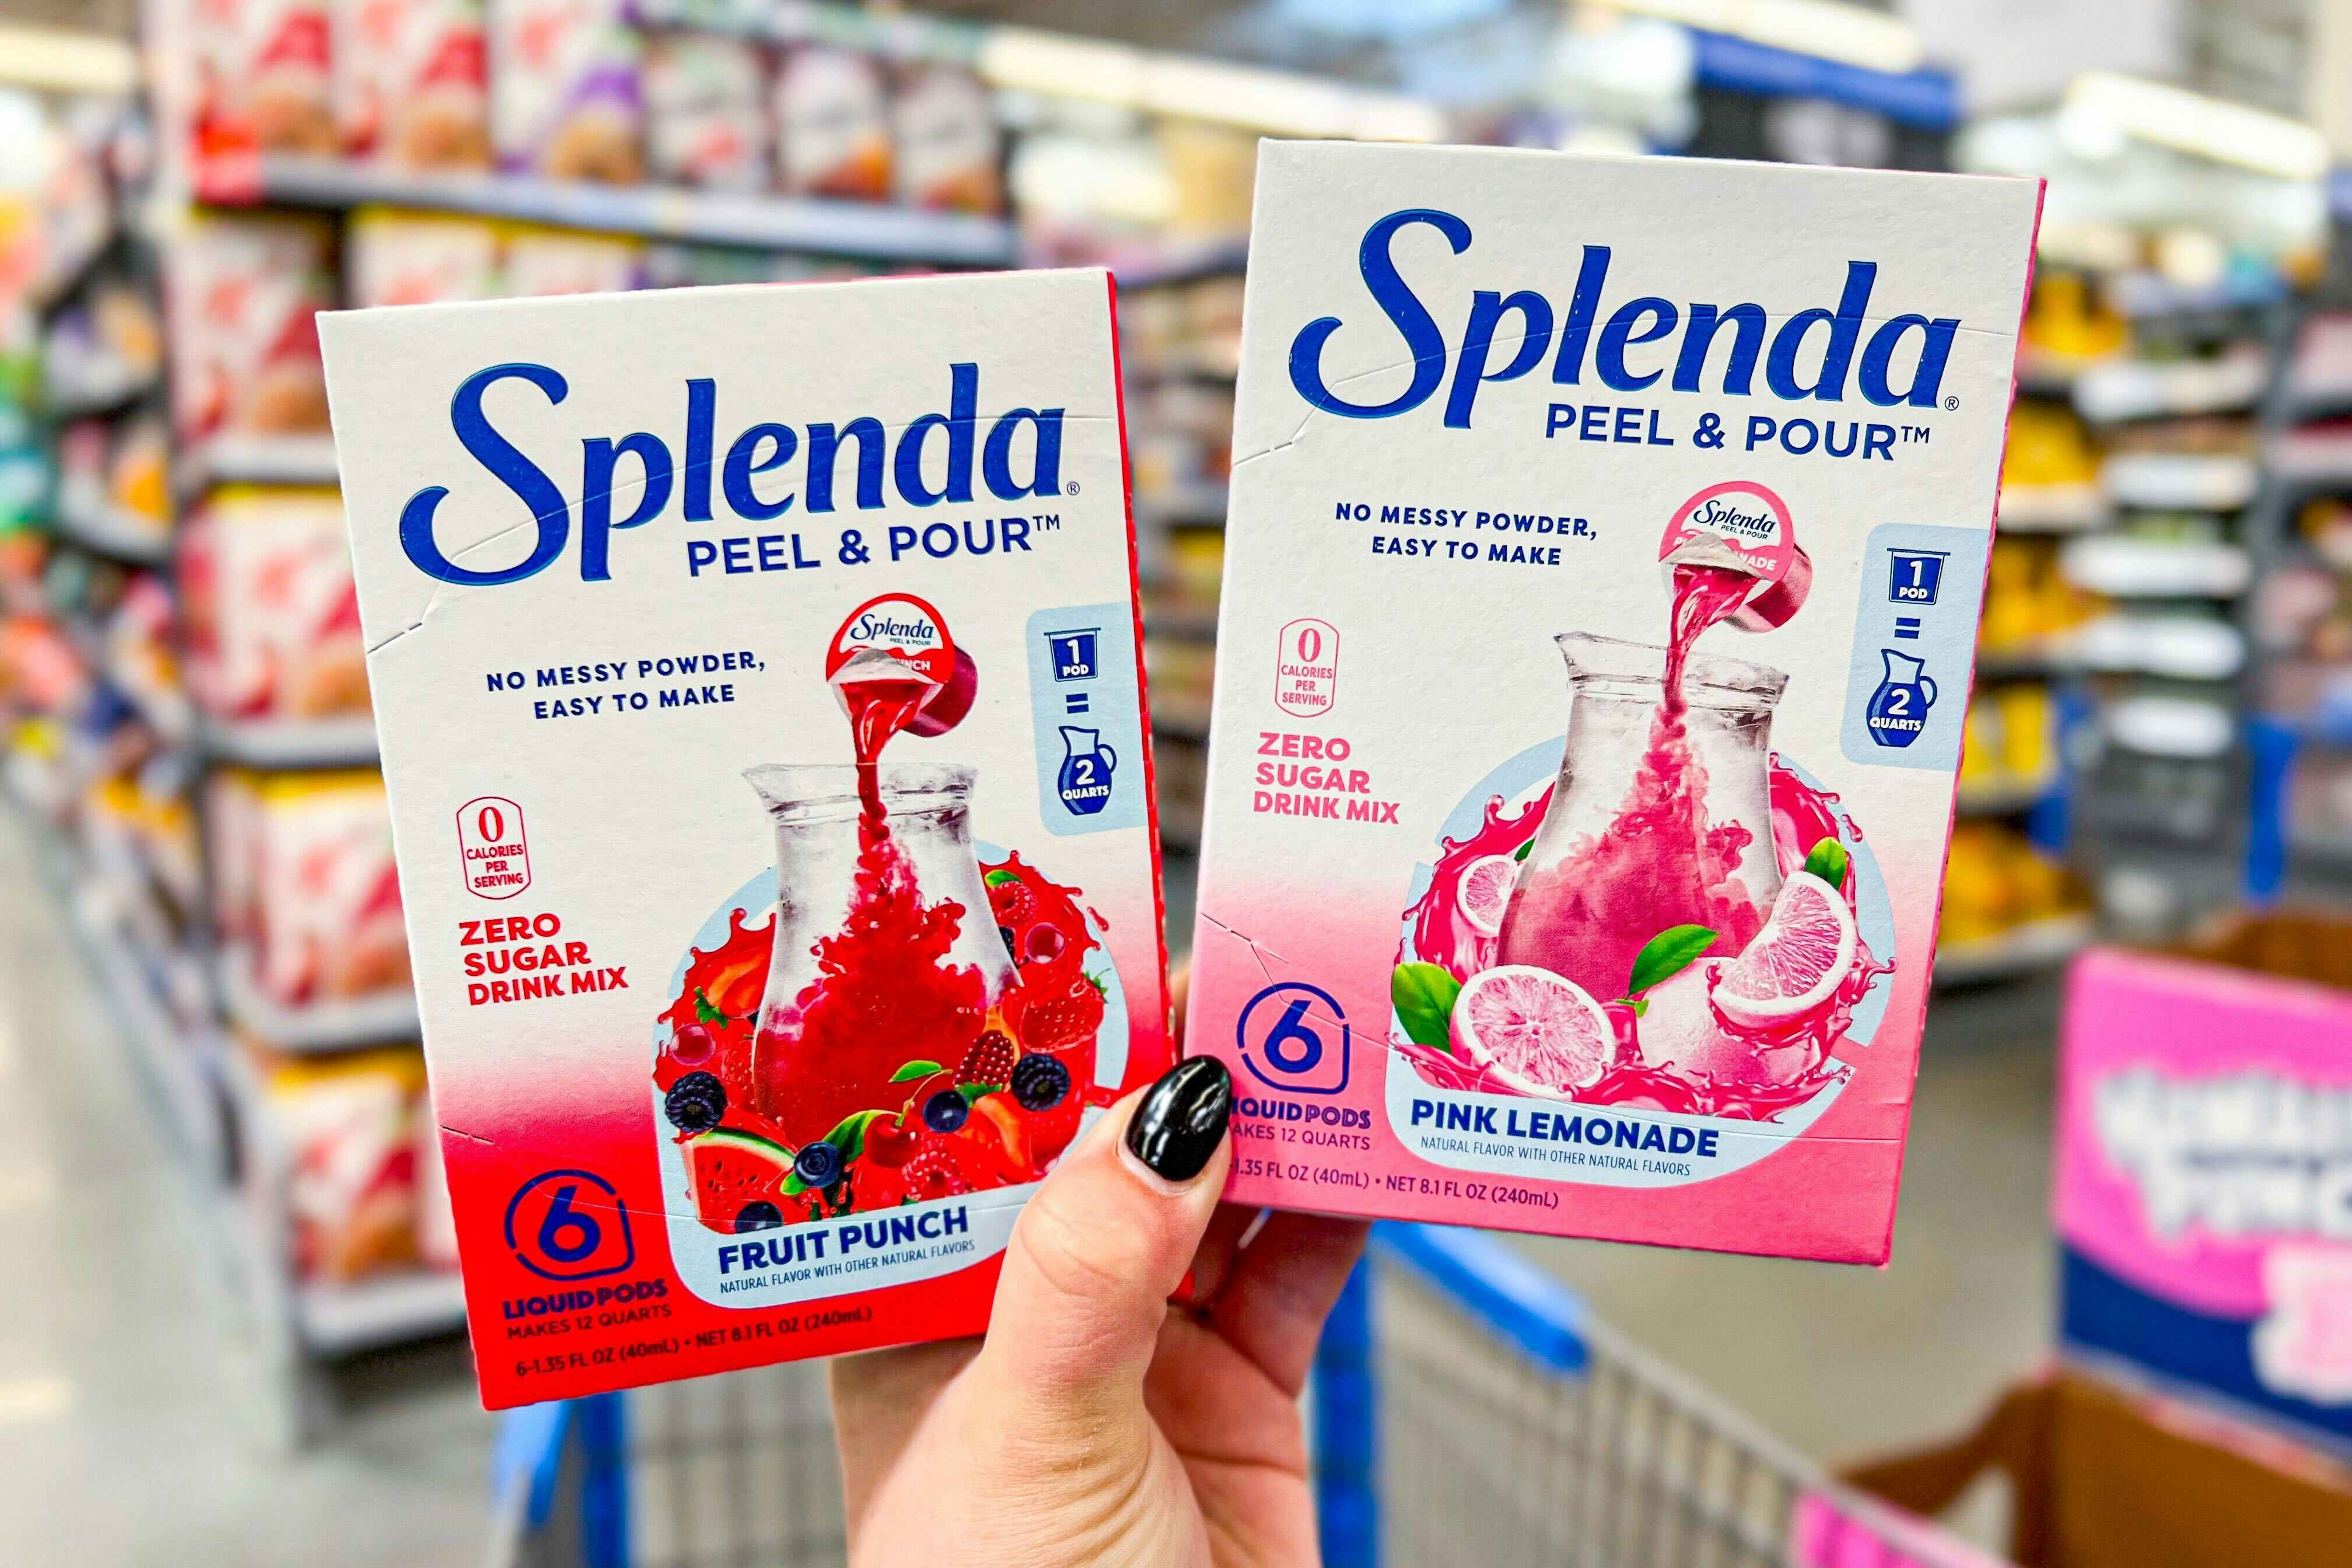 Splenda®
PEEL & POUR™
NO MESSY POWDER,
EASY TO MAKE
Splenda
PEEL & POUR
1
POD
=
2
QUARTS
0
CALORIES
PER
SERVING
ZERO
SUGAR
DRINK MIX
6
LIQUID PODS
MAKES 12 QUARTS
6-1.35 FL OZ (40mL) • NET 8.1 FL OZ (240mL)
FRUIT PUNCH
NATURAL FLAVOR WITH OTHER NATURAL FLAVORS
Splenda®
PEEL & POUR™
NO MESSY POWDER,
EASY TO MAKE
Splenda
PEEL & POUR
1
POD
=
2
QUARTS
0
CALORIES
PER
SERVING
ZERO
SUGAR
DRINK MIX
6
IQUID PODS
AKES 12 QUARTS
-1.35 FL OZ (40mL) • NET 8.1 FL OZ (240mL)
PINK LEMONADE
NATURAL FLAVOR WITH OTHER NATURAL FLAVORS